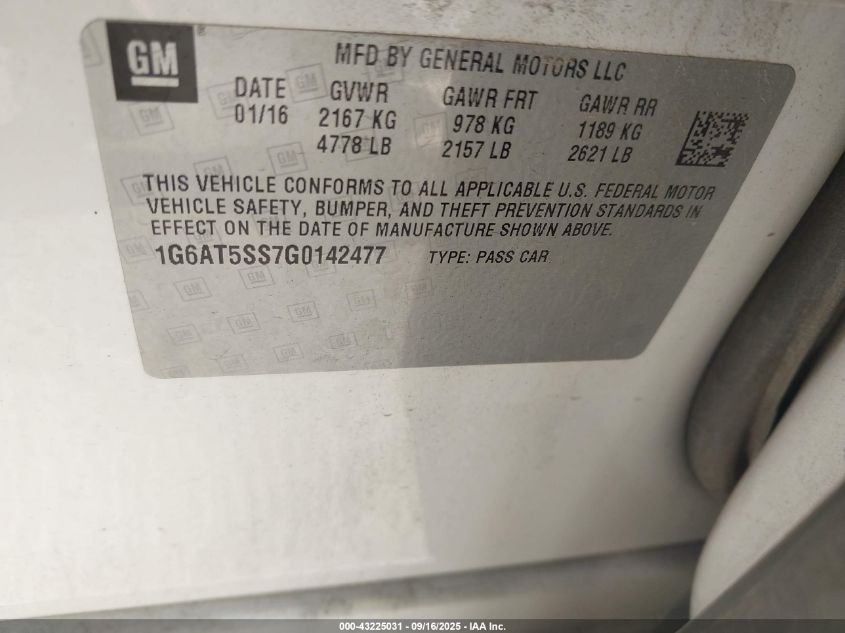 GM
MFD BY GENERAL MOTORS LLC
DATE GVWR GAWR FRT GAWR RR
01/16 2167 KG 978 KG 1189 KG
4778 LB 2157 LB 2621 LB
THIS VEHICLE CONFORMS TO ALL APPLICABLE U.S. FEDERAL MOTOR
VEHICLE SAFETY, BUMPER, AND THEFT PREVENTION STANDARDS IN
EFFECT ON THE DATE OF MANUFACTURE SHOWN ABOVE.
1G6AT5SS7G0142477 TYPE: PASS CAR
000-43225031 - 09/16/2025 - IAA Inc.